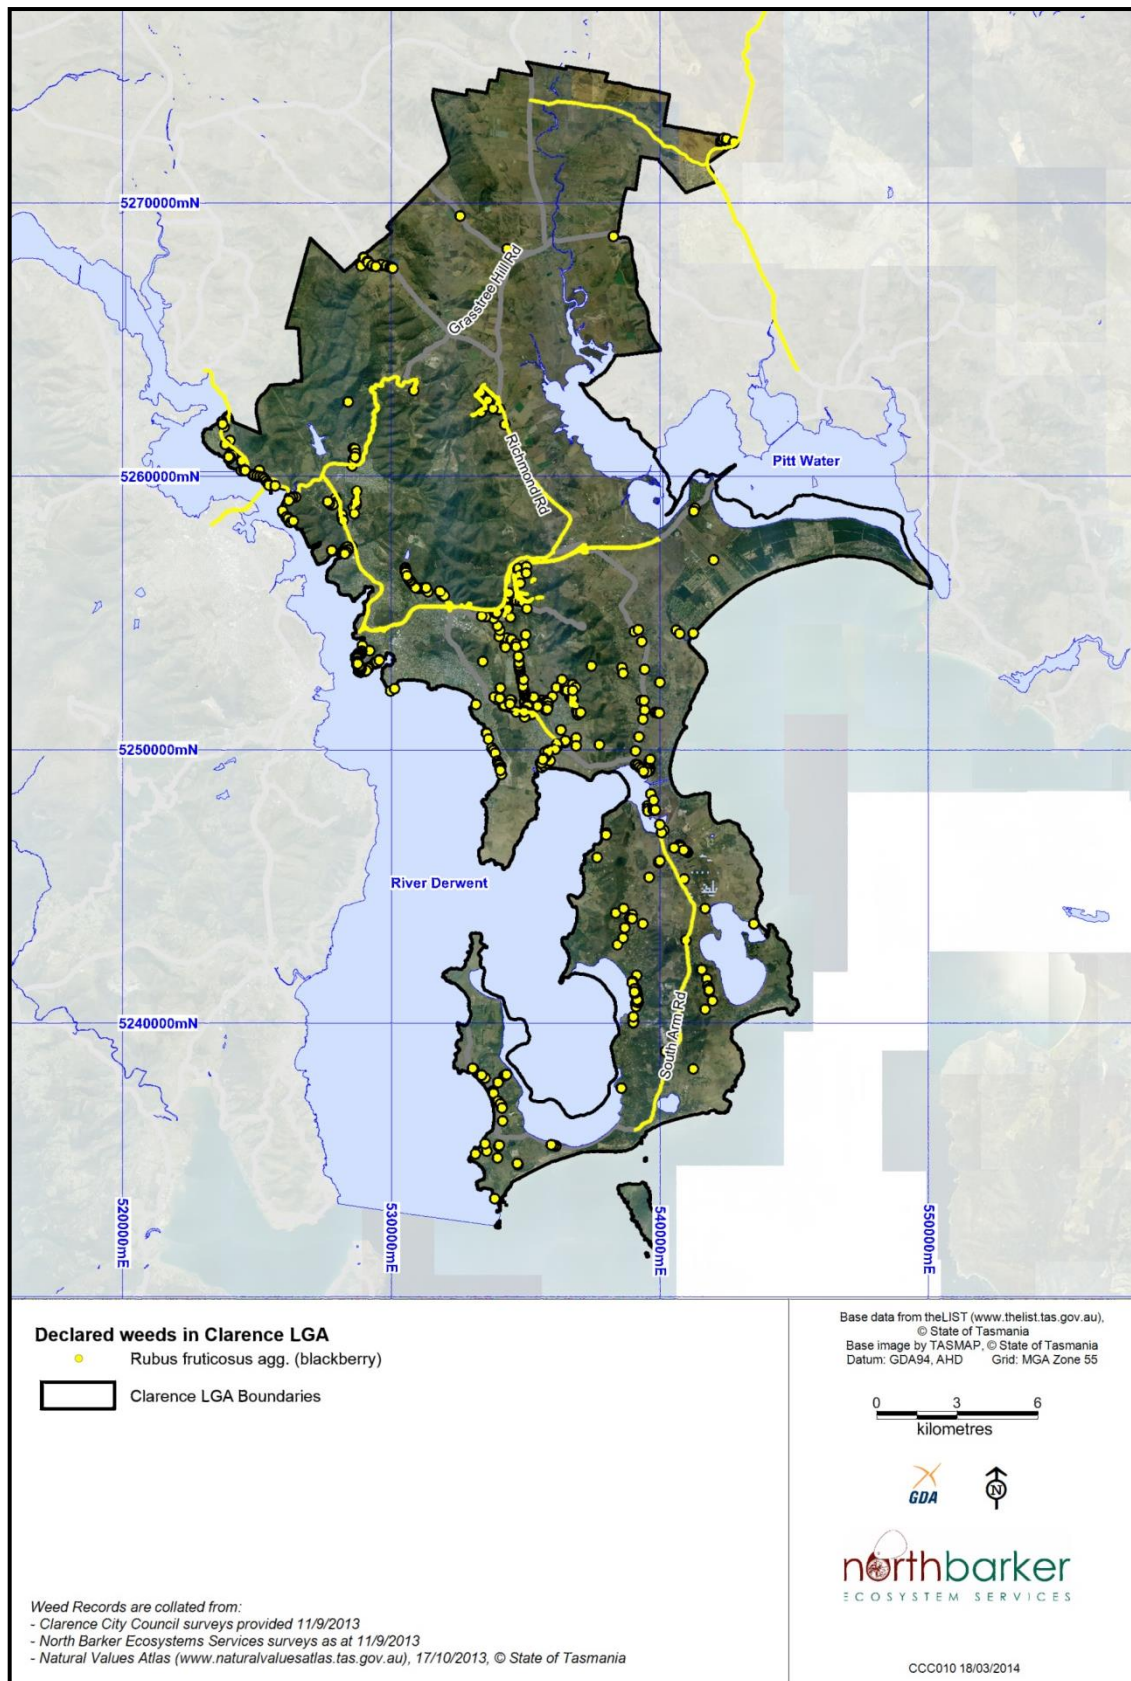 5270000mN
Grasstree Hill Rd
Richmond Rd
5260000mN
Pitt Water
5250000mN
River Derwent
5240000mN
South Arm Rd
520000mE
530000mE
540000mE
550000mE
Declared weeds in Clarence LGA
Rubus fruticosus agg. (blackberry)
Clarence LGA Boundaries
Weed Records are collated from:
- Clarence City Council surveys provided 11/9/2013
- North Barker Ecosystems Services surveys as at 11/9/2013
- Natural Values Atlas (www.naturalvaluesatlas.tas.gov.au), 17/10/2013, © State of Tasmania
Base data from theLIST (www.thelist.tas.gov.au),
© State of Tasmania
Base image by TASMAP, © State of Tasmania
Datum: GDA94, AHD Grid: MGA Zone 55
0 3 6
kilometres
GDA
N
northbarker
ECOSYSTEM SERVICES
CCC010 18/03/2014